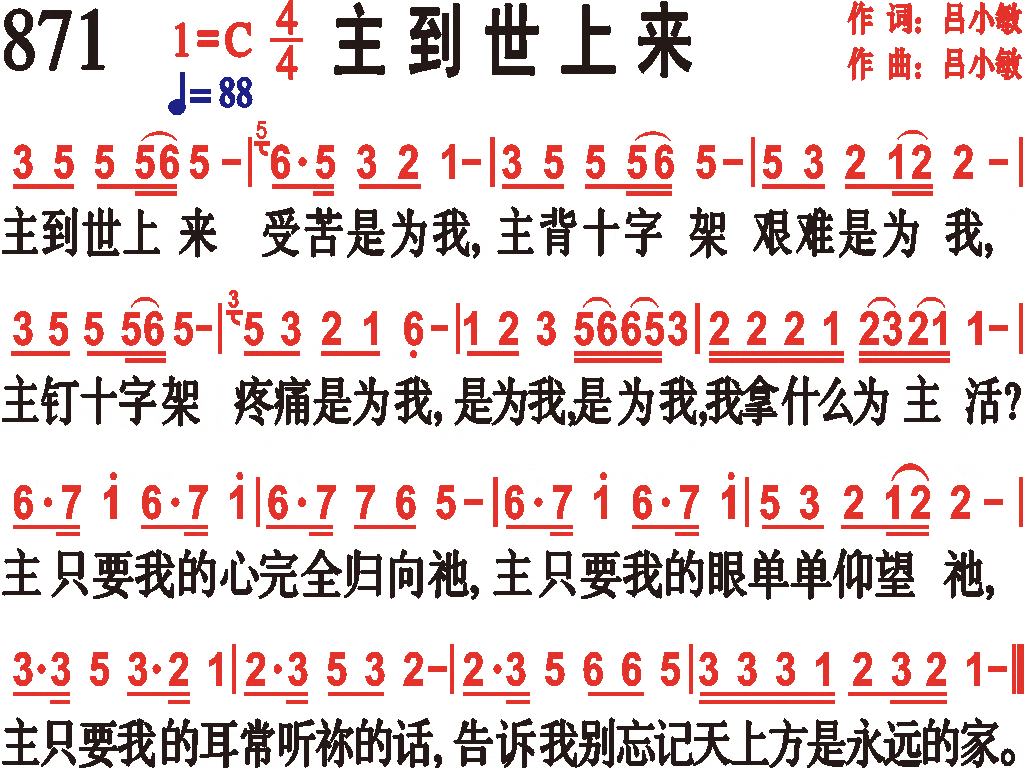 871 1=C 4/4 主到世上来 作 词：吕小敏
♩=88 作 曲：吕小敏
3 5 5 56 5 - | 5 6·5 3 2 1- | 3 5 5 56 5- | 5 3 2 12 2 - |
主到世上 来 受苦是为我, 主背十字 架 艰难是为 我,
3 5 5 56 5- | 3 5 3 2 1 6̣ - | 1 2 3 56653 | 2 2 2 1 2321 1- |
主钉十字架 疼痛是为我, 是为我,是为我,我拿什么为 主 活?
6·7 i 6·7 i | 6·7 7 6 5- | 6·7 i 6·7 i | 5 3 2 12 2 - |
主只要我的心完全归向祂, 主只要我的眼单单仰望 祂,
3·3 5 3·2 1 | 2·3 5 3 2- | 2·3 5 6 6 5 | 3 3 3 1 2 32 1- ‖
主只要我的耳常听祢的话, 告诉我别忘记天上方是永远的家。